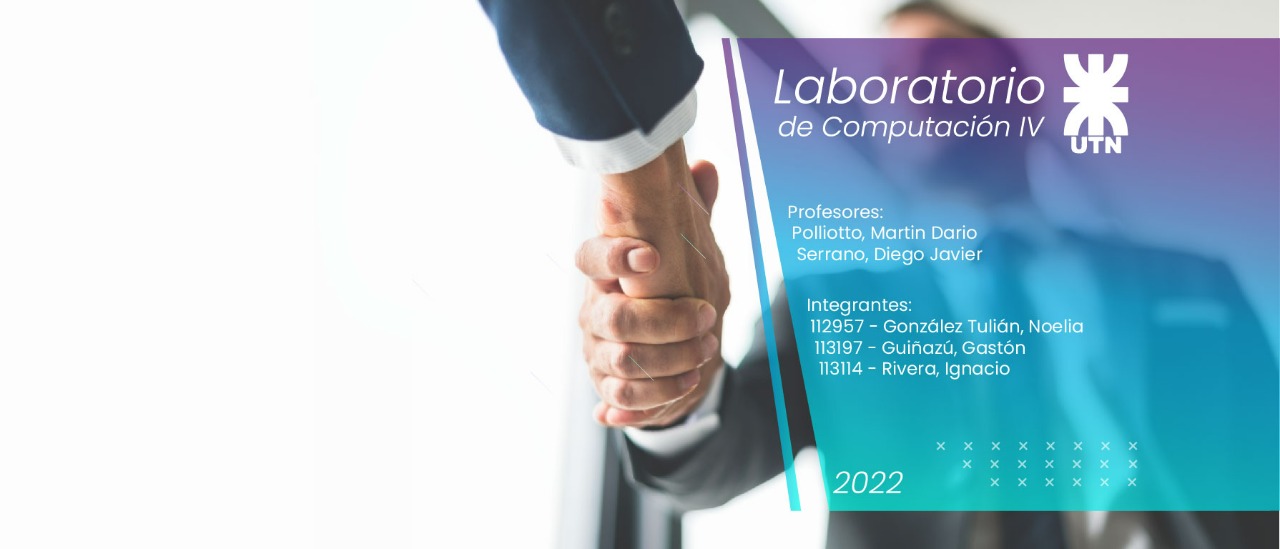 Laboratorio
de Computación IV
UTN
Profesores:
Polliotto, Martin Dario
Serrano, Diego Javier
Integrantes:
112957 - González Tulián, Noelia
113197 - Guiñazú, Gastón
113114 - Rivera, Ignacio
2022